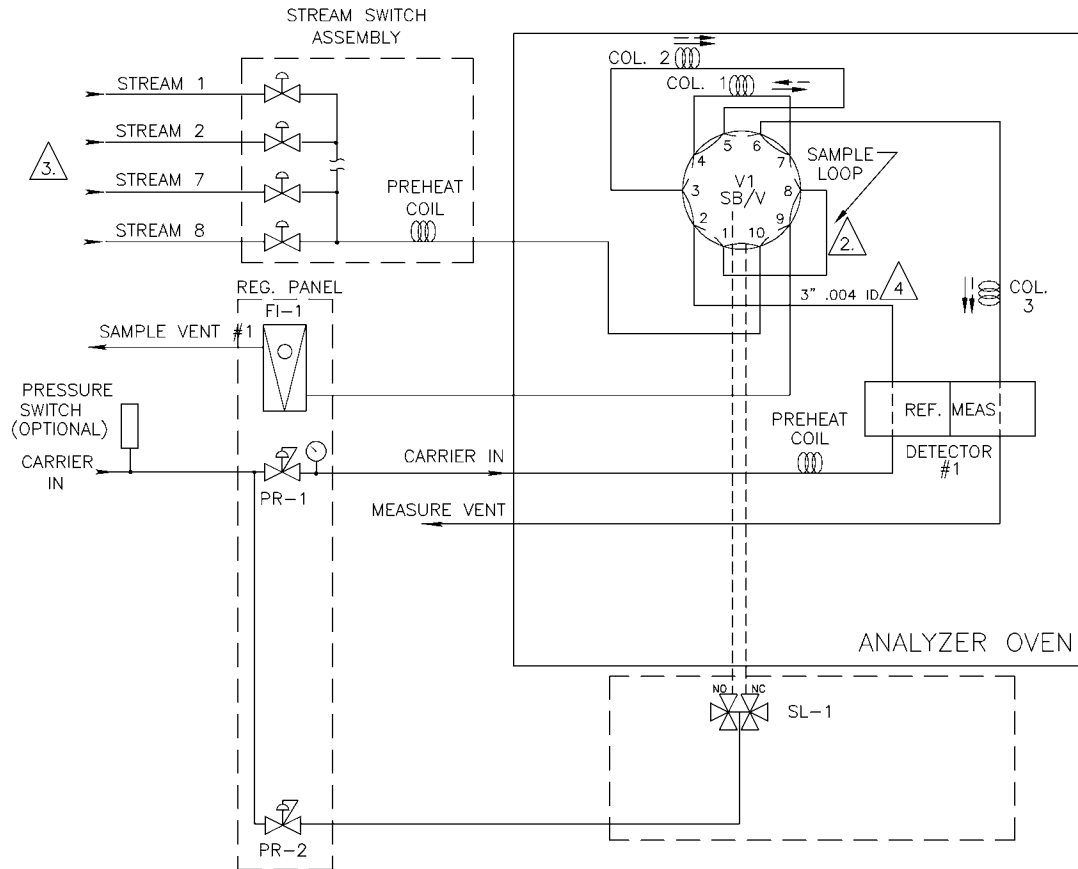 STREAM SWITCH
ASSEMBLY
STREAM 1
STREAM 2
3.
STREAM 7
STREAM 8
PREHEAT
COIL
COL. 2
COL. 1
5 6
4 7
3 V1 8
SB/V
2 9
1 10
SAMPLE
LOOP
2.
3" .004 ID
4
COL.
3
REG. PANEL
FI-1
SAMPLE VENT #1
PRESSURE
SWITCH
(OPTIONAL)
CARRIER
IN
PR-1
CARRIER IN
PREHEAT
COIL
REF. MEAS
DETECTOR
#1
MEASURE VENT
ANALYZER OVEN
NO NC
SL-1
PR-2